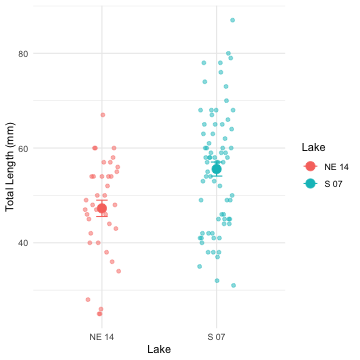 80
60
40
Total Length (mm)
NE 14
S 07
Lake
Lake
NE 14
S 07